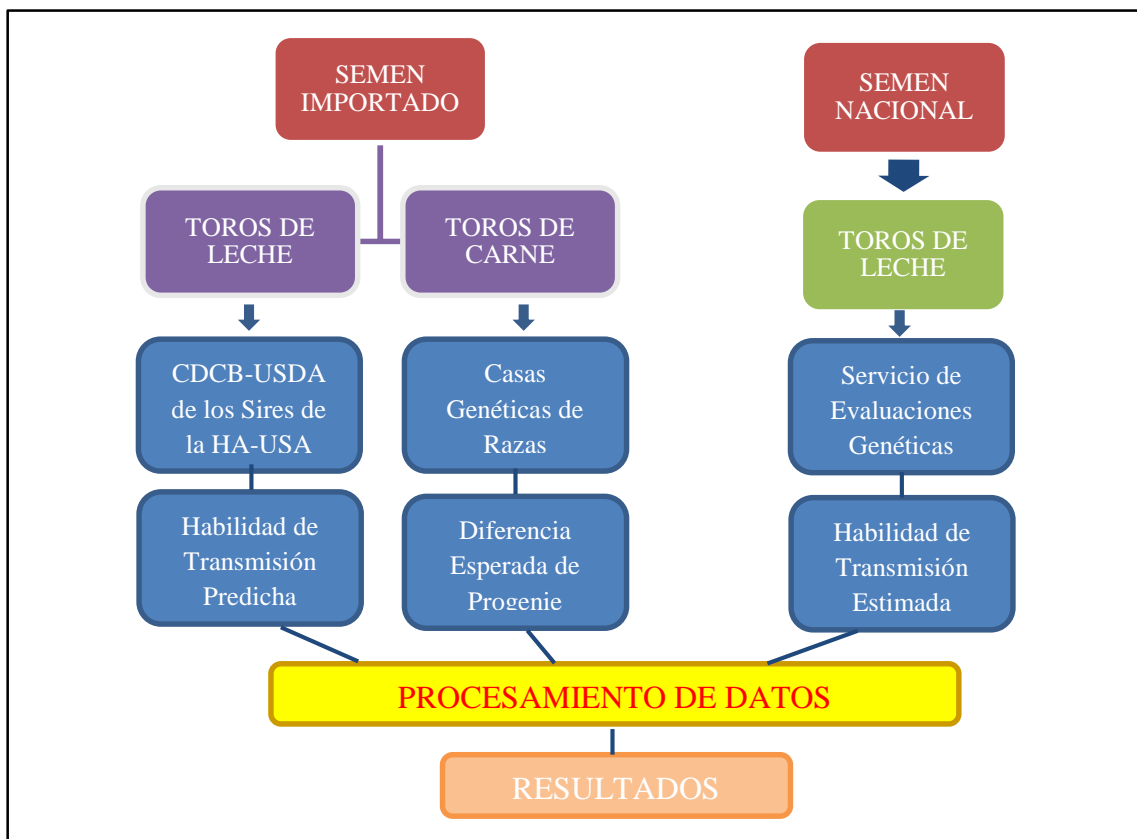 SEMEN
IMPORTADO
SEMEN
NACIONAL
TOROS DE
LECHE
TOROS DE
CARNE
TOROS DE
LECHE
CDCB-USDA
de los Sires de
la HA-USA
Casas
Genéticas de
Razas
Servicio de
Evaluaciones
Genéticas
Habilidad de
Transmisión
Predicha
Diferencia
Esperada de
Progenie
Habilidad de
Transmisión
Estimada
PROCESAMIENTO DE DATOS
RESULTADOS